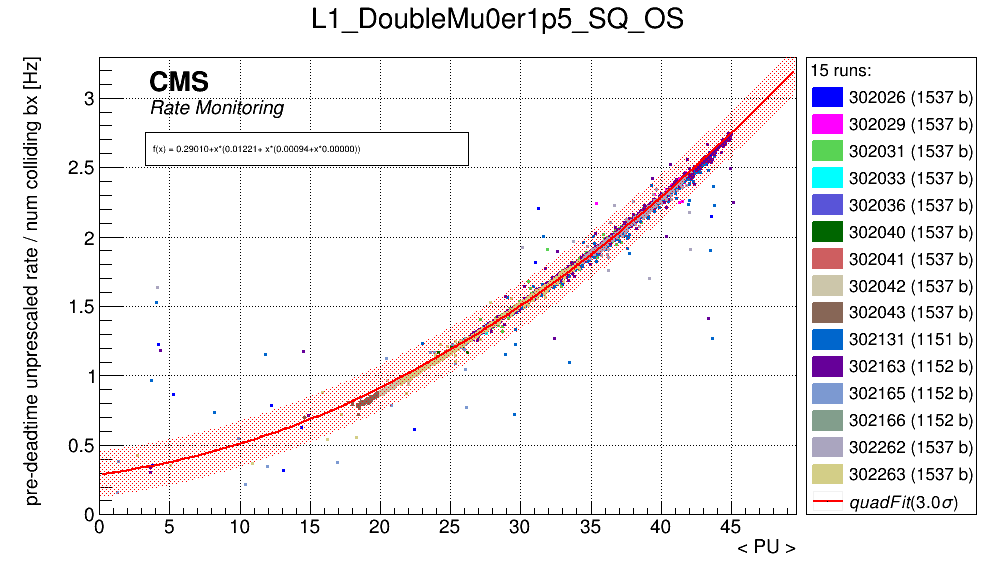 L1_DoubleMu0er1p5_SQ_OS
pre-deadtime unprescaled rate / num colliding bx [Hz]
CMS
Rate Monitoring
f(x) = 0.29010+x*(0.01221+ x*(0.00094+x*0.00000))
3
2.5
2
1.5
1
0.5
0
0 5 10 15 20 25 30 35 40 45
< PU >
15 runs:
302026 (1537 b)
302029 (1537 b)
302031 (1537 b)
302033 (1537 b)
302036 (1537 b)
302040 (1537 b)
302041 (1537 b)
302042 (1537 b)
302043 (1537 b)
302131 (1151 b)
302163 (1152 b)
302165 (1152 b)
302166 (1152 b)
302262 (1537 b)
302263 (1537 b)
quadFit(3.0σ)